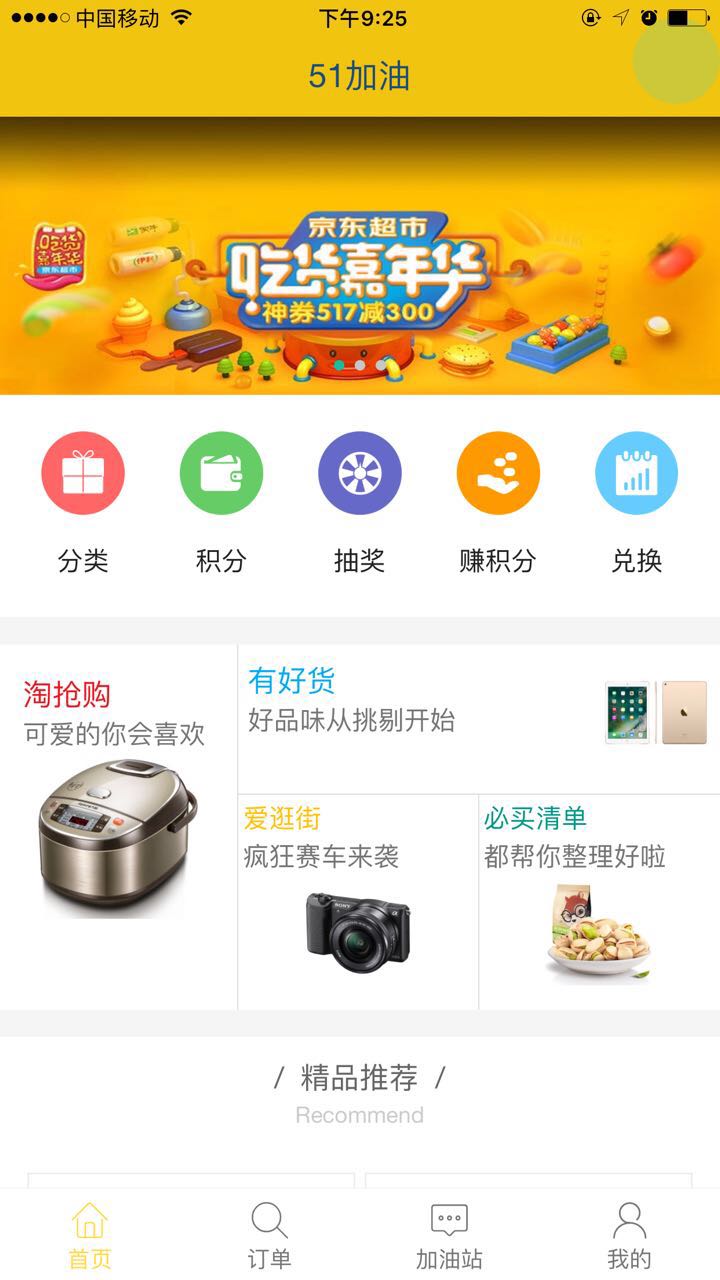 中国移动
下午9:25
51加油
吃货
嘉年华
京东超市
京东超市
吃货嘉年华
神券517减300
分类
积分
抽奖
赚积分
兑换
淘抢购
可爱的你会喜欢
有好货
好品味从挑剔开始
爱逛街
疯狂赛车来袭
SONY
必买清单
都帮你整理好啦
/ 精品推荐 /
Recommend
首页
订单
加油站
我的